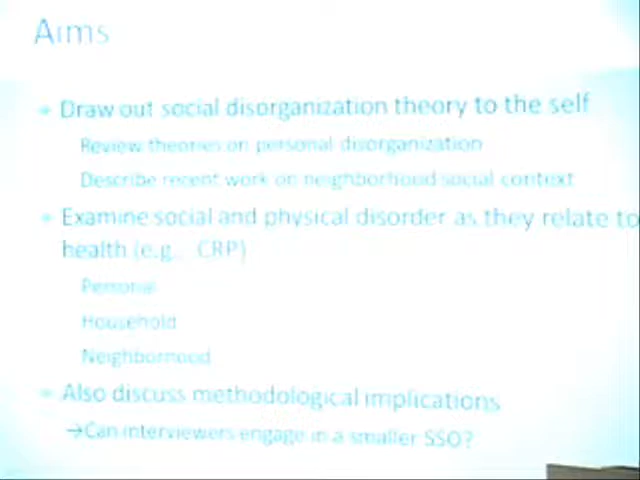 Aims
Draw out social disorganization theory to the self
Review theories on personal disorganization
Describe recent work on neighborhood social context
Examine social and physical disorder as they relate to
health (e.g., CRP)
Personal
Household
Neighborhood
Also discuss methodological implications
→Can interviewers engage in a smaller SSO?